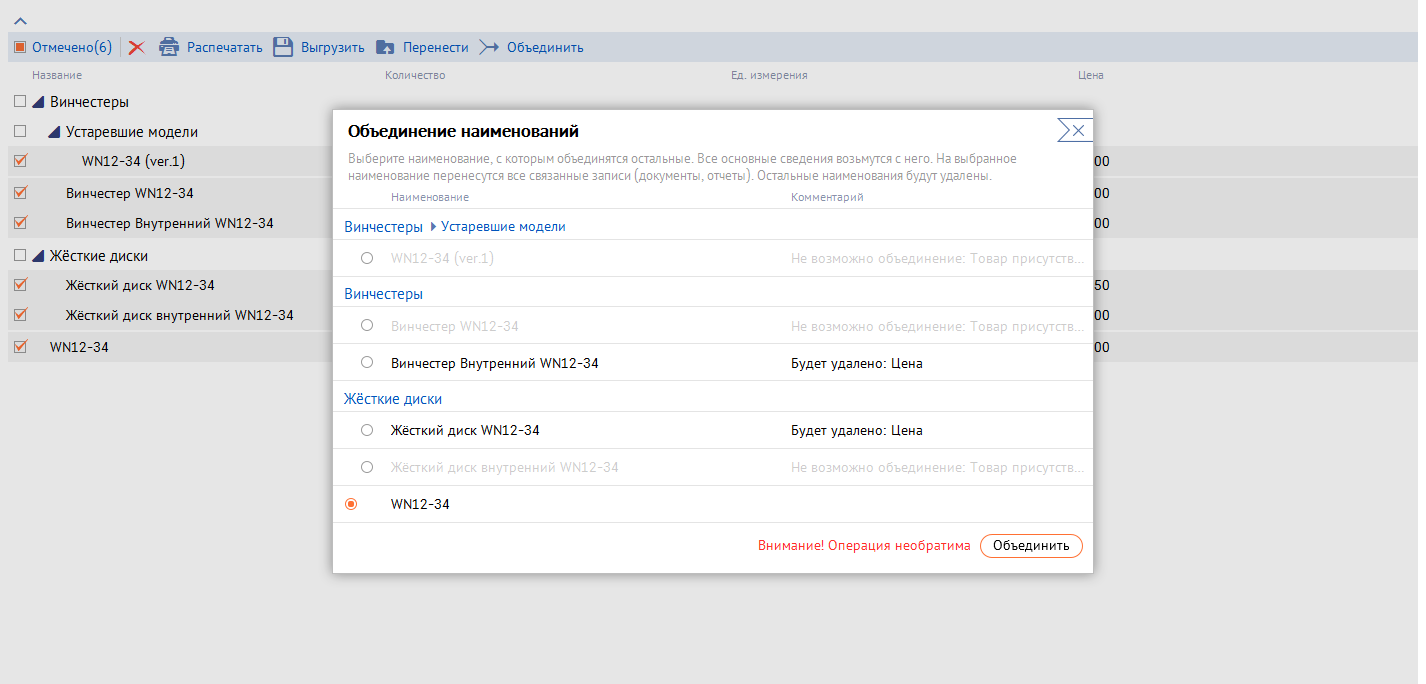 Отмечено(6) Распечатать Выгрузить Перенести Объединить
Название Количество Ед. измерения Цена
Винчестеры
Устаревшие модели
WN12-34 (ver.1) 00
Винчестер WN12-34 00
Винчестер Внутренний WN12-34 00
Жёсткие диски
Жёсткий диск WN12-34 50
Жёсткий диск внутренний WN12-34 00
WN12-34 00
Объединение наименований
Выберите наименование, с которым объединятся остальные. Все основные сведения возьмутся с него. На выбранное
наименование перенесутся все связанные записи (документы, отчеты). Остальные наименования будут удалены.
Наименование Комментарий
Винчестеры Устаревшие модели
WN12-34 (ver.1) Не возможно объединение: Товар присутств...
Винчестеры
Винчестер WN12-34 Не возможно объединение: Товар присутств...
Винчестер Внутренний WN12-34 Будет удалено: Цена
Жёсткие диски
Жёсткий диск WN12-34 Будет удалено: Цена
Жёсткий диск внутренний WN12-34 Не возможно объединение: Товар присутств...
WN12-34
Внимание! Операция необратима Объединить